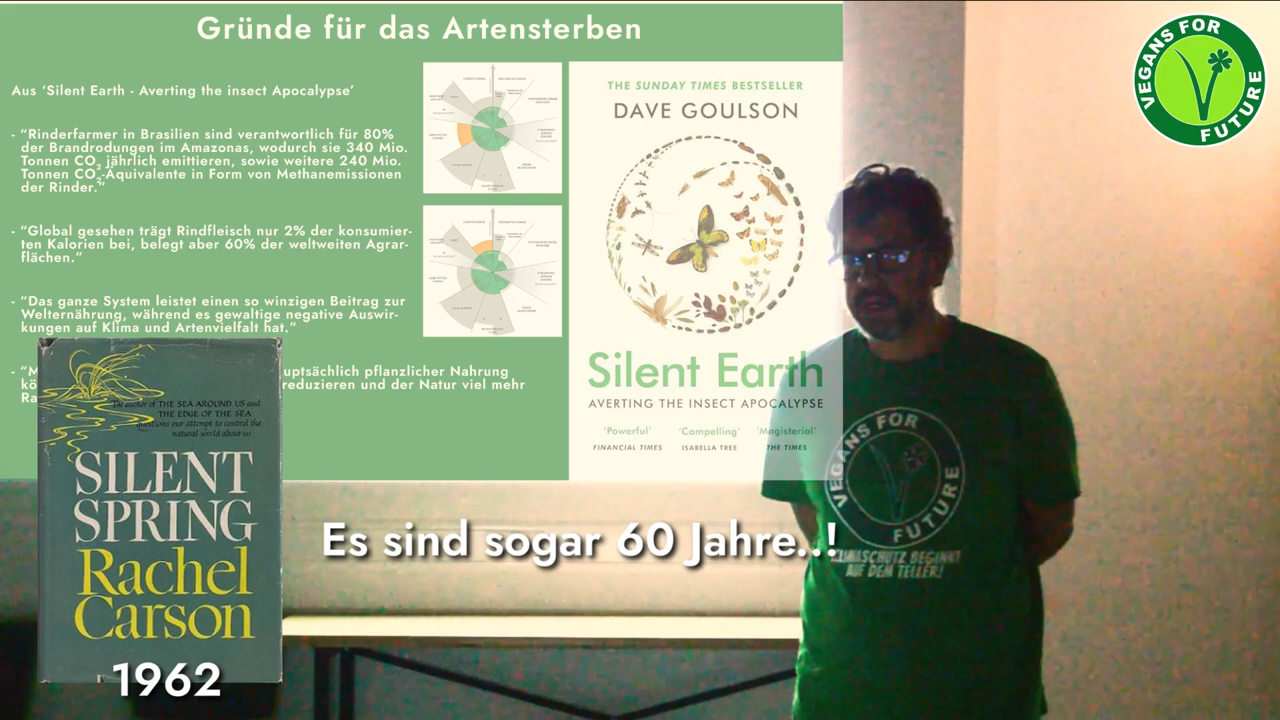 Gründe für das Artensterben
Aus ‘Silent Earth - Averting the insect Apocalypse’
- “Rinderfarmer in Brasilien sind verantwortlich für 80%
der Brandrodungen im Amazonas, wodurch sie 340 Mio.
Tonnen CO₂ jährlich emittieren, sowie weitere 240 Mio.
Tonnen CO₂-Äquivalente in Form von Methanemissionen
der Rinder.”
- “Global gesehen trägt Rindfleisch nur 2% der konsumier-
ten Kalorien bei, belegt aber 60% der weltweiten Agrar-
flächen.”
- “Das ganze System leistet einen so winzigen Beitrag zur
Welternährung, während es gewaltige negative Auswir-
kungen auf Klima und Artenvielfalt hat.”
pflanzlicher Nahrung
reduzieren und der Natur viel mehr
THE SUNDAY TIMES BESTSELLER
DAVE GOULSON
Silent Earth
AVERTING THE INSECT APOCALYPSE
‘Powerful’ ‘Compelling’ ‘Magisterial’
FINANCIAL TIMES ISABELLA TREE THE TIMES
The author of THE SEA AROUND US and
THE EDGE OF THE SEA
questions our attempt to control the
natural world about us
SILENT
SPRING
Rachel
Carson
1962
Es sind sogar 60 Jahre..!
VEGANS FOR
FUTURE
VEGANS FOR
FUTURE
KLIMASCHUTZ BEGINNT
AUF DEM TELLER!